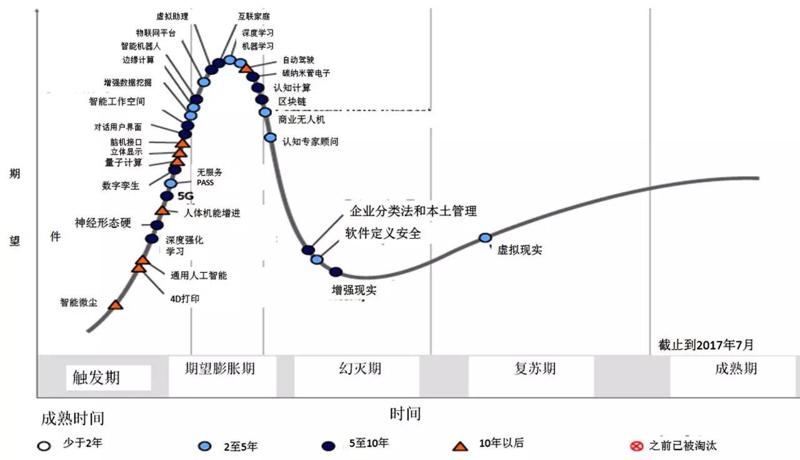 虚拟助理
互联家庭
物联网平台
深度学习
智能机器人
机器学习
边缘计算
自动驾驶
增强数据挖掘
碳纳米管电子
认知计算
智能工作空间
区块链
商业无人机
对话用户界面
脑机接口
认知专家顾问
立体显示
量子计算
无服务
PASS
数字孪生
5G
人体机能增进
期
望
件
神经形态硬
深度强化
学习
企业分类法和本土管理
软件定义安全
虚拟现实
通用人工智能
4D打印
增强现实
智能微尘
截止到2017年7月
触发期
期望膨胀期
幻灭期
复苏期
成熟期
成熟时间
时间
少于2年
2至5年
5至10年
10年以后
之前已被淘汰